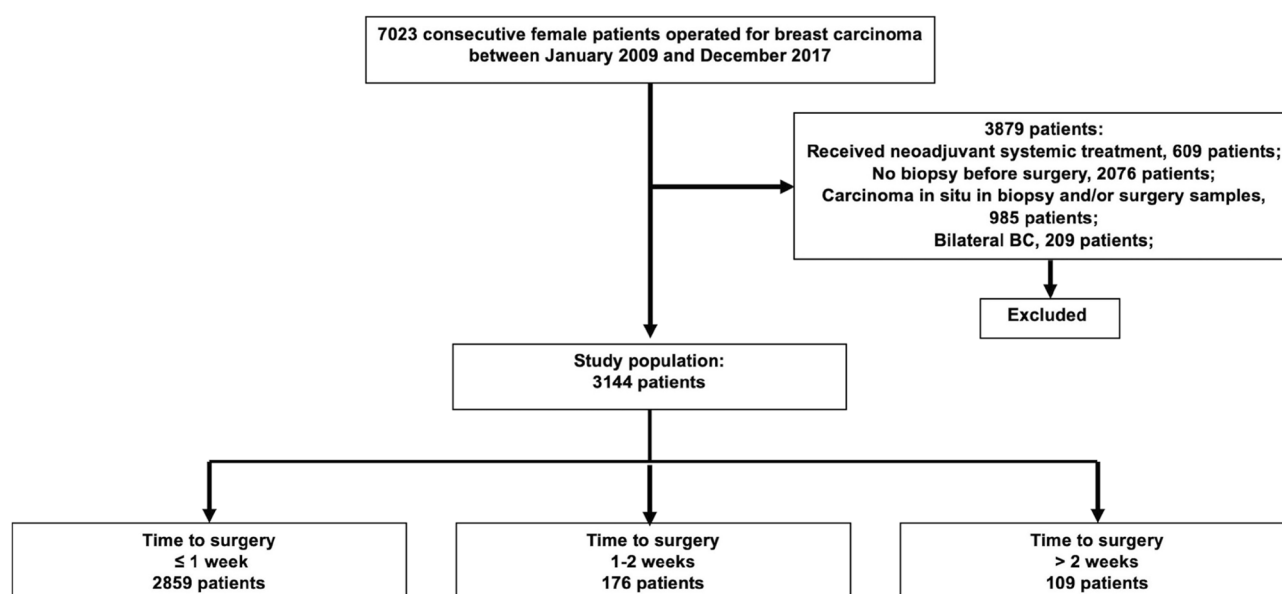 7023 consecutive female patients operated for breast carcinoma
between January 2009 and December 2017
3879 patients:
Received neoadjuvant systemic treatment, 609 patients;
No biopsy before surgery, 2076 patients;
Carcinoma in situ in biopsy and/or surgery samples,
985 patients;
Bilateral BC, 209 patients;
Excluded
Study population:
3144 patients
Time to surgery
≤ 1 week
2859 patients
Time to surgery
1-2 weeks
176 patients
Time to surgery
> 2 weeks
109 patients